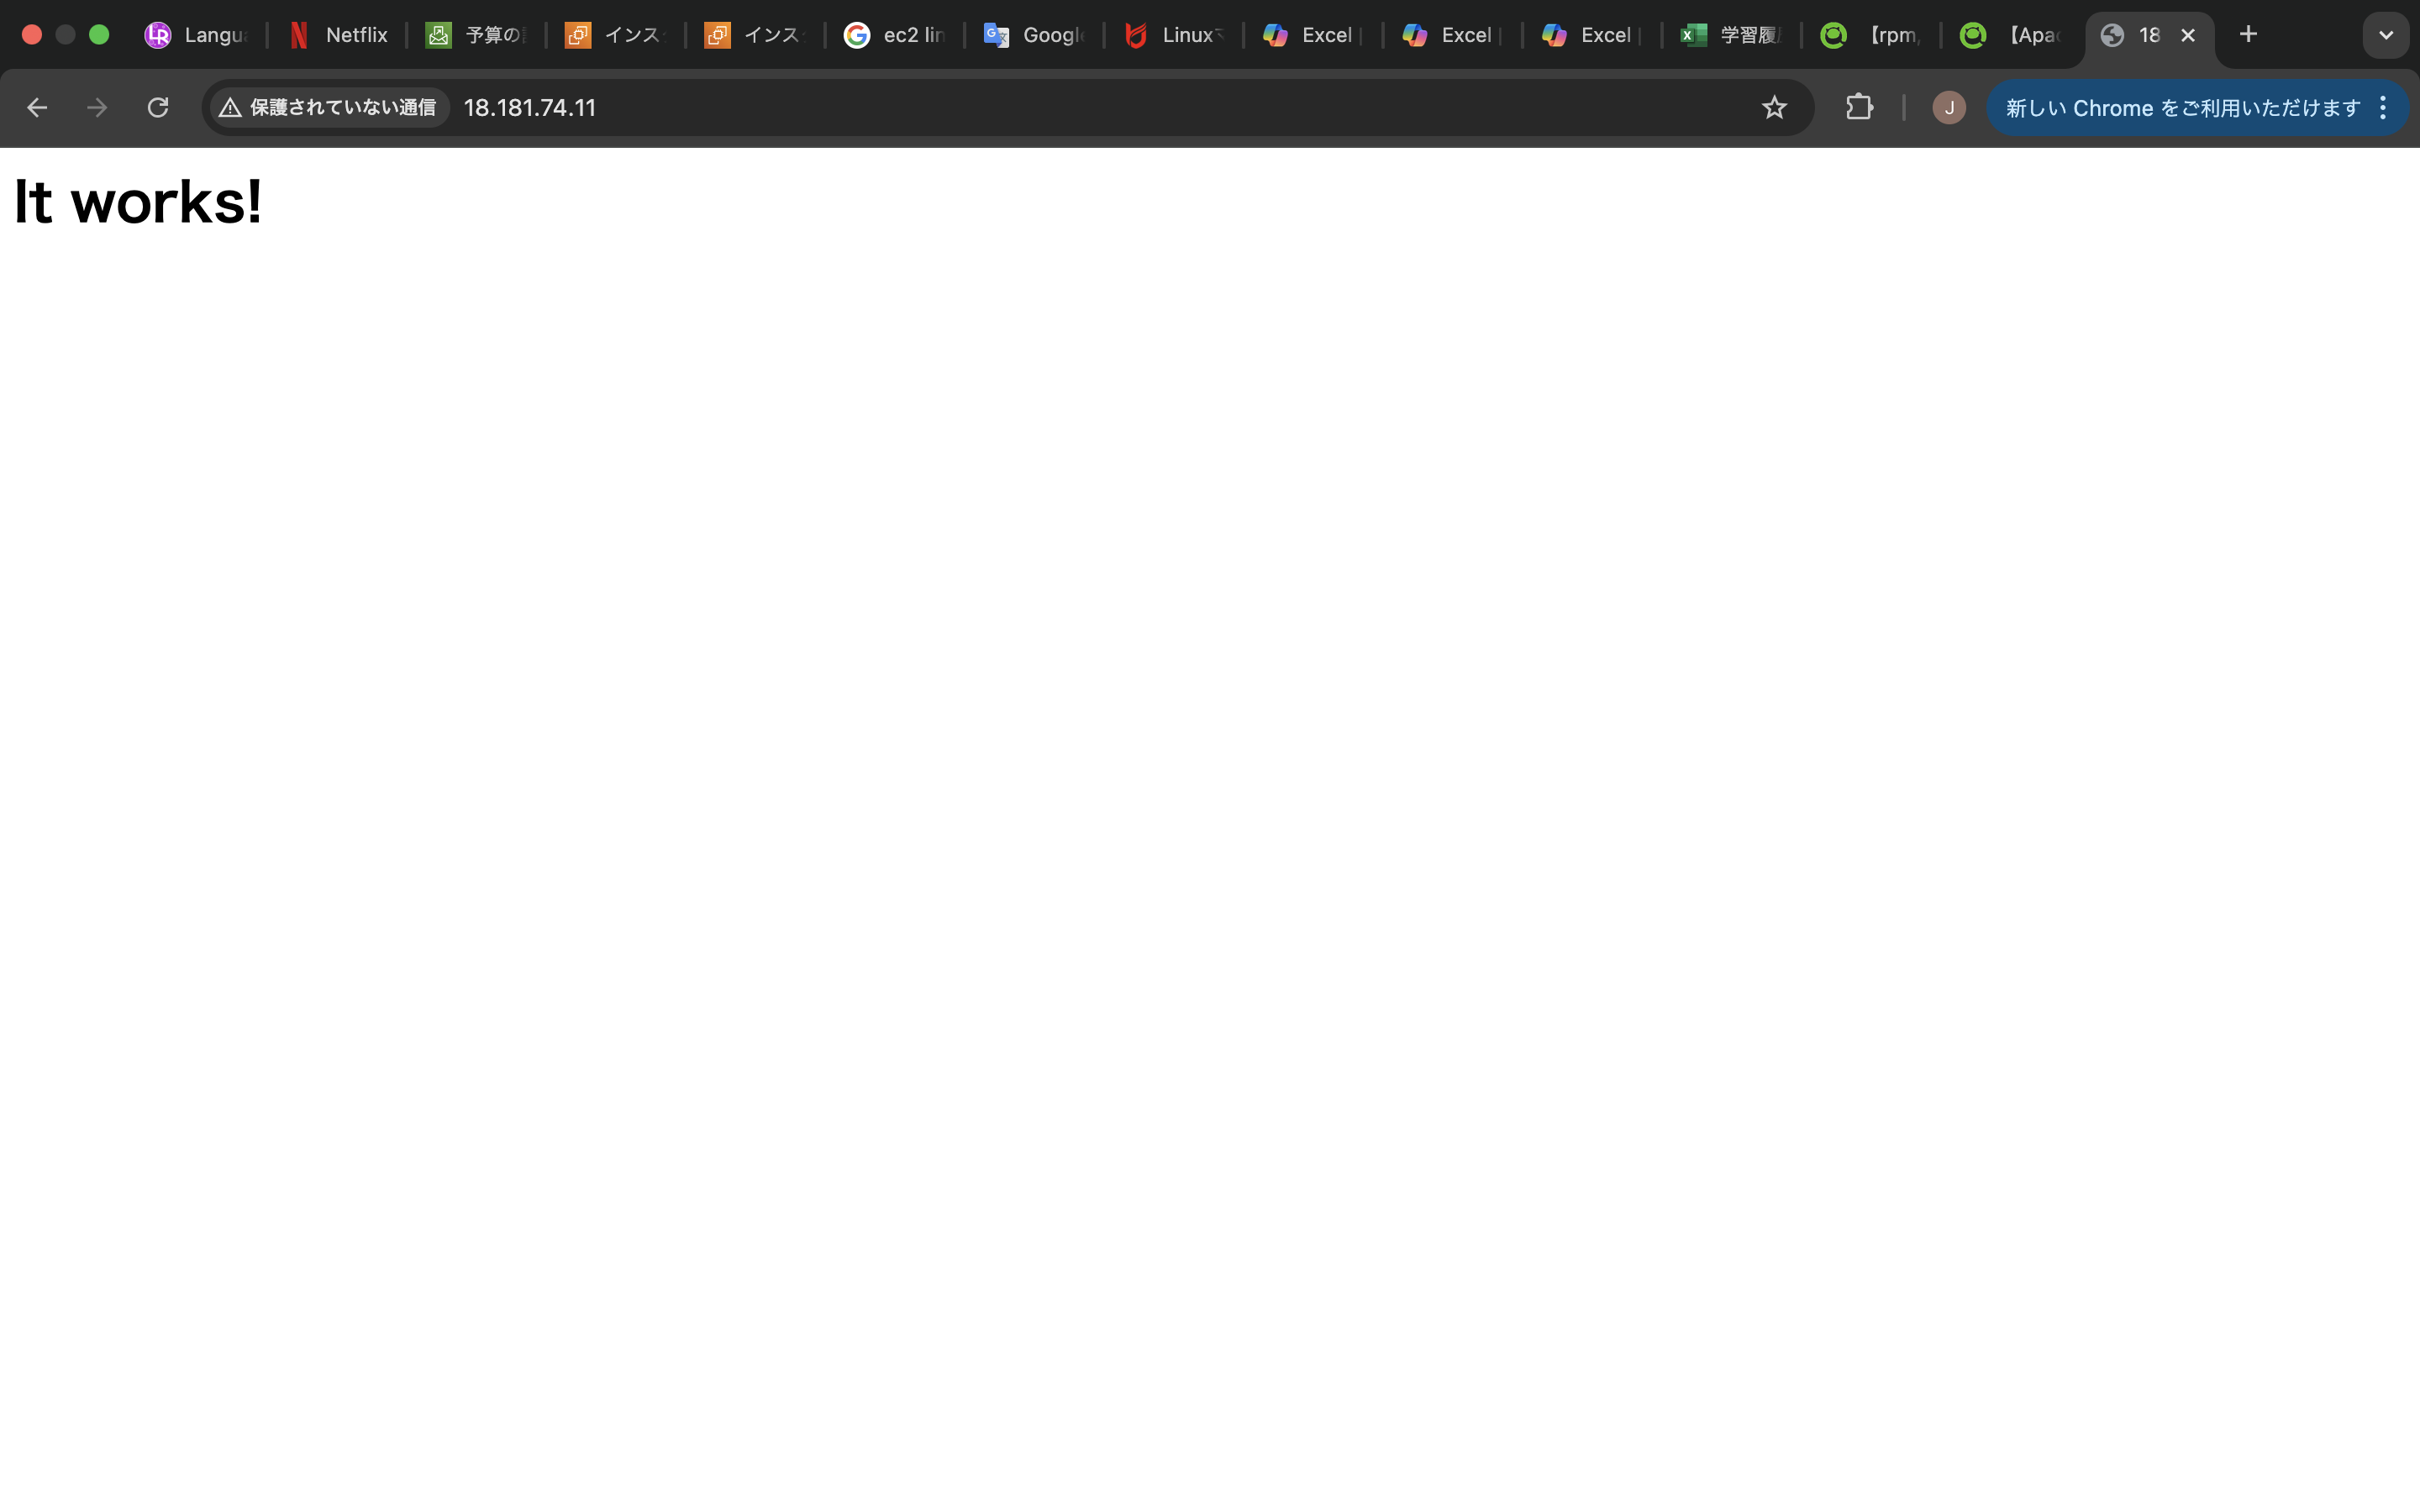 Langu Netflix 予算の インス インス ec2 lin Google Linux Excel Excel Excel 学習履 【rpm, 【Apac 18
保護されていない通信 18.181.74.11 J 新しい Chrome をご利用いただけます
It works!